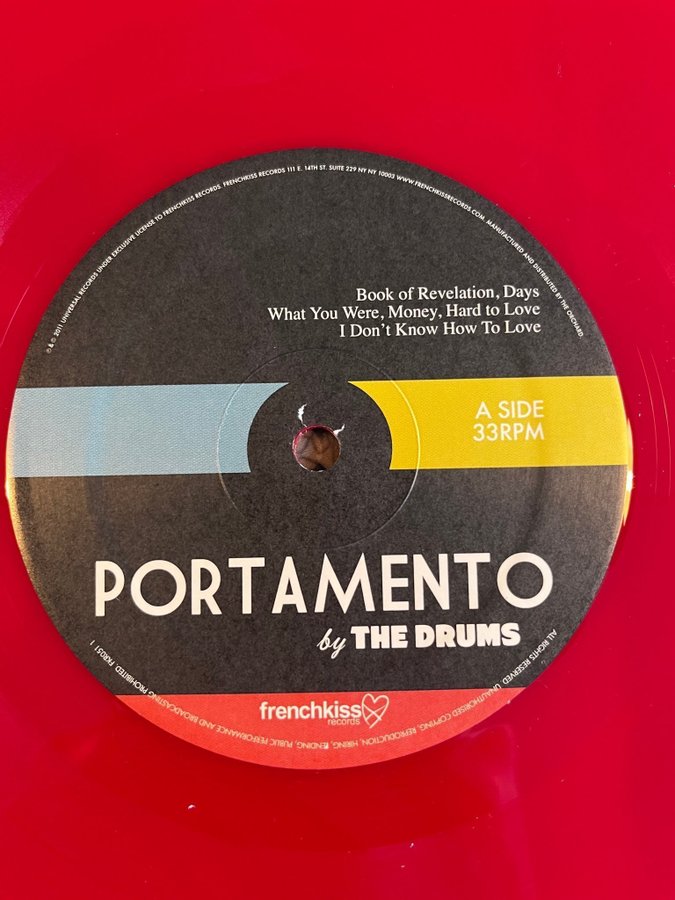 ℗ & © 2011 UNIVERSAL RECORDS UNDER EXCLUSIVE LICENSE TO FRENCHKISS RECORDS. FRENCHKISS RECORDS 111 E. 14TH ST. SUITE 229 NY NY 10003 WWW.FRENCHKISSRECORDS.COM. MANUFACTURED AND DISTRIBUTED BY THE ORCHARD.
Book of Revelation, Days
What You Were, Money, Hard to Love
I Don't Know How To Love
A SIDE
33RPM
PORTAMENTO
by THE DRUMS
frenchkiss
records
ALL RIGHTS RESERVED. UNAUTHORISED COPYING, REPRODUCTION, HIRING, LENDING, PUBLIC PERFORMANCE AND BROADCASTING PROHIBITED FKR051 1